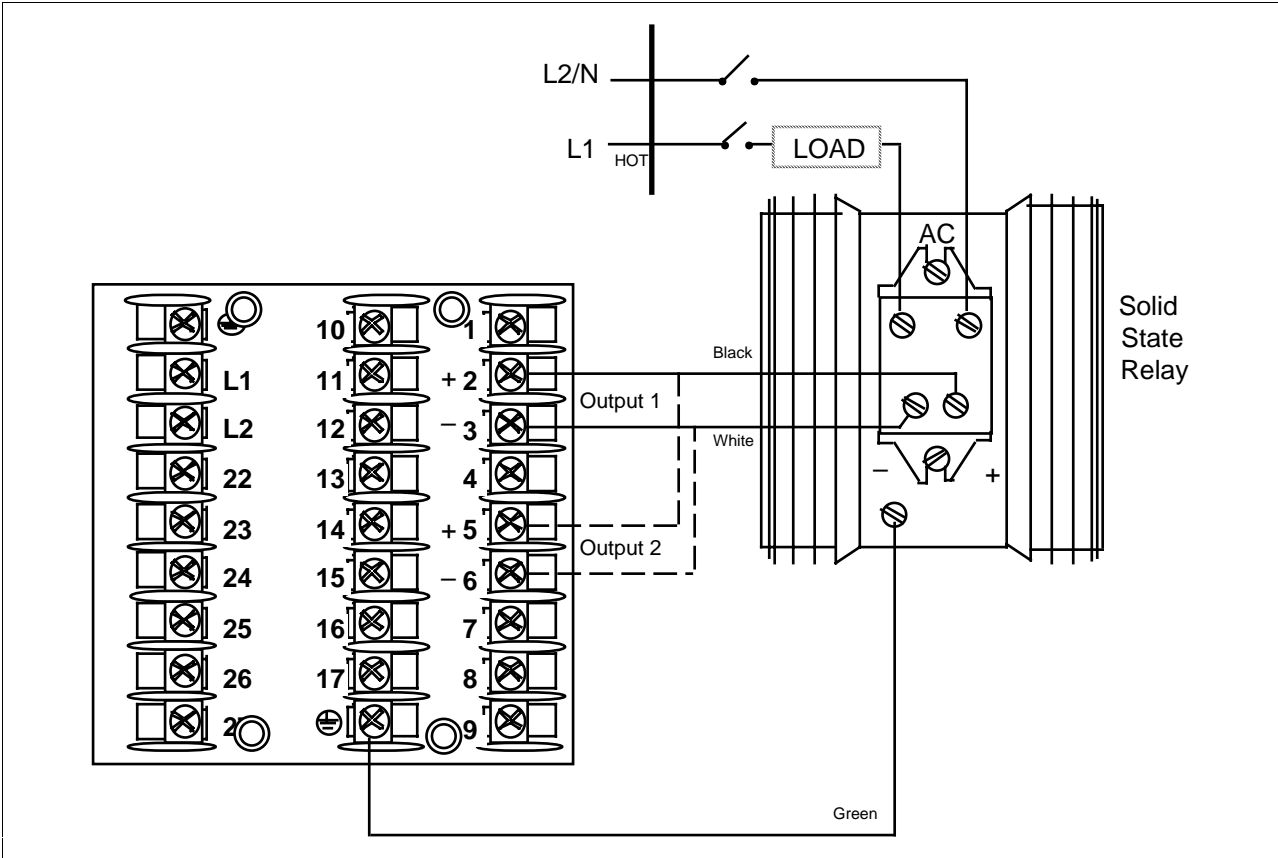 L2/N
L1 HOT LOAD
AC
Solid
State
Relay
10 1
L1 11 + 2 Black
Output 1
L2 12 – 3 White
22 13 4 – +
23 14 + 5
Output 2
24 15 – 6
25 16 7
26 17 8
9
Green